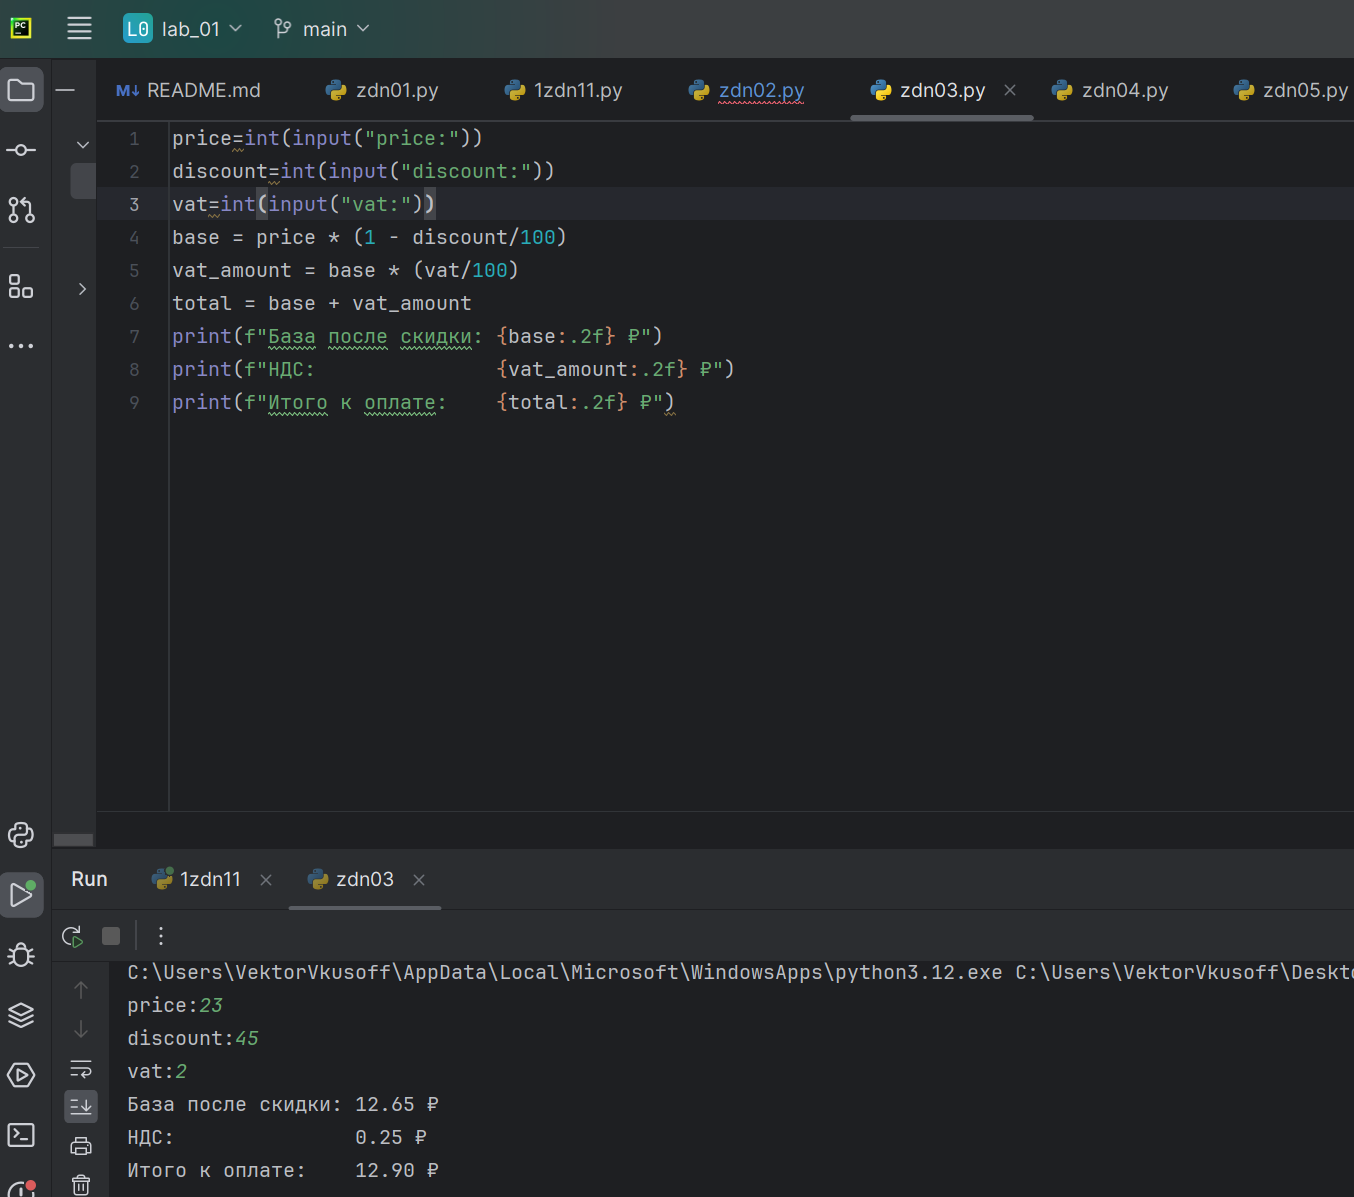 PC L0 lab_01 main
README.md zdn01.py 1zdn11.py zdn02.py zdn03.py zdn04.py zdn05.py
1 price=int(input("price:"))
2 discount=int(input("discount:"))
3 vat=int(input("vat:"))
4 base = price * (1 - discount/100)
5 vat_amount = base * (vat/100)
6 total = base + vat_amount
7 print(f"База после скидки: {base:.2f} ₽")
8 print(f"НДС:               {vat_amount:.2f} ₽")
9 print(f"Итого к оплате:    {total:.2f} ₽")
Run 1zdn11 zdn03
C:\Users\VektorVkusoff\AppData\Local\Microsoft\WindowsApps\python3.12.exe C:\Users\VektorVkusoff\Deskto
price:23
discount:45
vat:2
База после скидки: 12.65 ₽
НДС:               0.25 ₽
Итого к оплате:    12.90 ₽